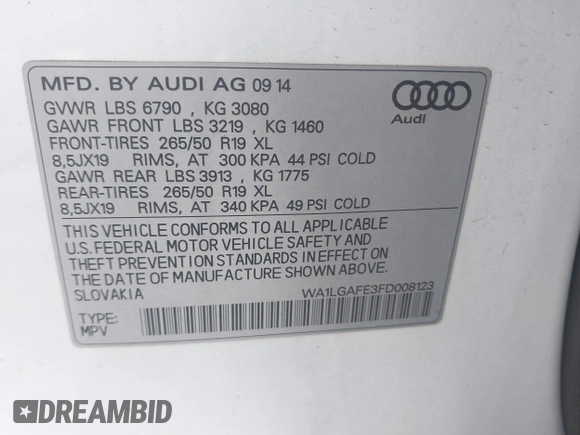 MFD. BY AUDI AG 09 14
GVWR LBS 6790 , KG 3080
GAWR FRONT LBS 3219 , KG 1460
FRONT-TIRES 265/50 R19 XL
8,5JX19 RIMS, AT 300 KPA 44 PSI COLD
GAWR REAR LBS 3913 , KG 1775
REAR-TIRES 265/50 R19 XL
8,5JX19 RIMS, AT 340 KPA 49 PSI COLD
Audi
THIS VEHICLE CONFORMS TO ALL APPLICABLE
U.S. FEDERAL MOTOR VEHICLE SAFETY AND
THEFT PREVENTION STANDARDS IN EFFECT ON
THE DATE OF MANUFACTURE SHOWN ABOVE.
SLOVAKIA
WA1LGAFE3FD008123
TYPE:
MPV
DREAMBID